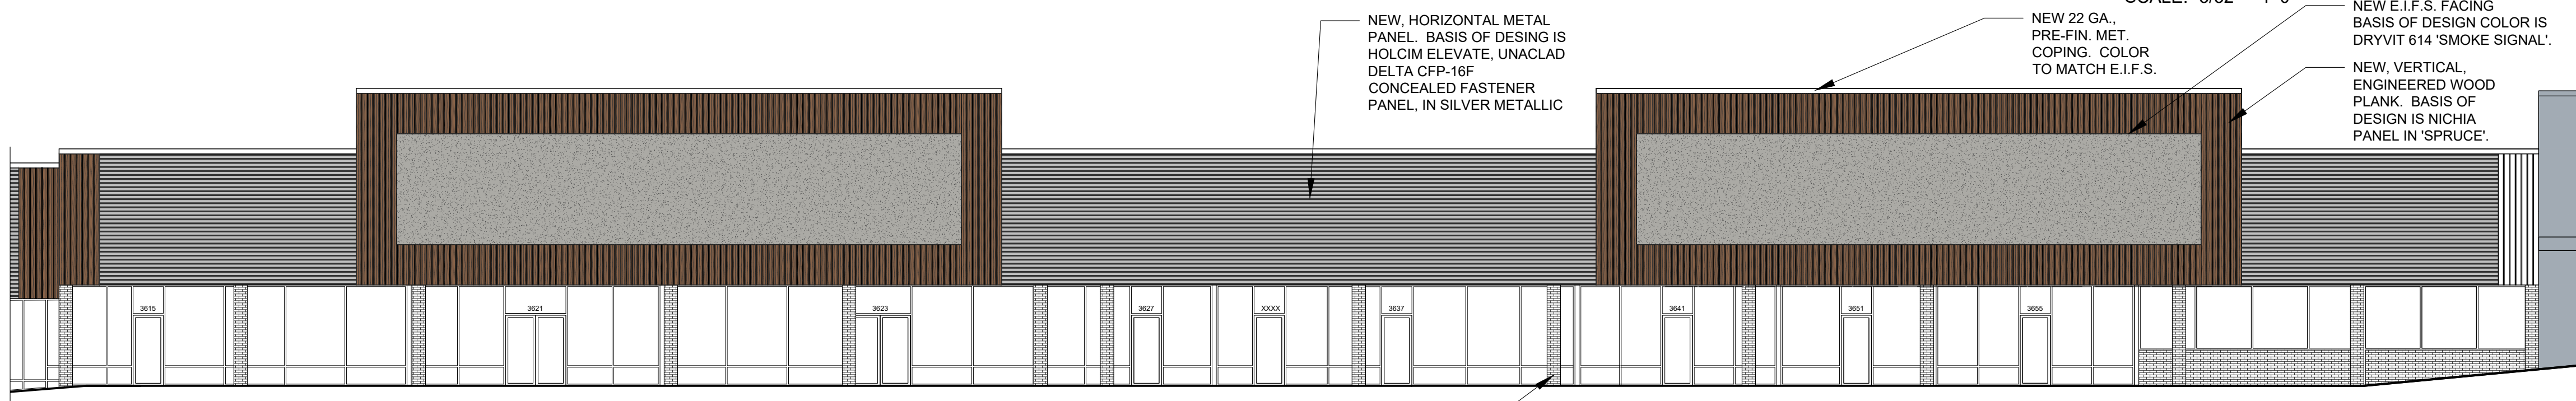 NEW, HORIZONTAL METAL
PANEL. BASIS OF DESING IS
HOLCIM ELEVATE, UNACLAD
DELTA CFP-16F
CONCEALED FASTENER
PANEL, IN SILVER METALLIC
NEW 22 GA.,
PRE-FIN. MET.
COPING. COLOR
TO MATCH E.I.F.S.
NEW E.I.F.S. FACING
BASIS OF DESIGN COLOR IS
DRYVIT 614 'SMOKE SIGNAL'.
NEW, VERTICAL,
ENGINEERED WOOD
PLANK. BASIS OF
DESIGN IS NICHIA
PANEL IN 'SPRUCE'.
3615
3621
3623
3627
XXXX
3637
3641
3651
3655